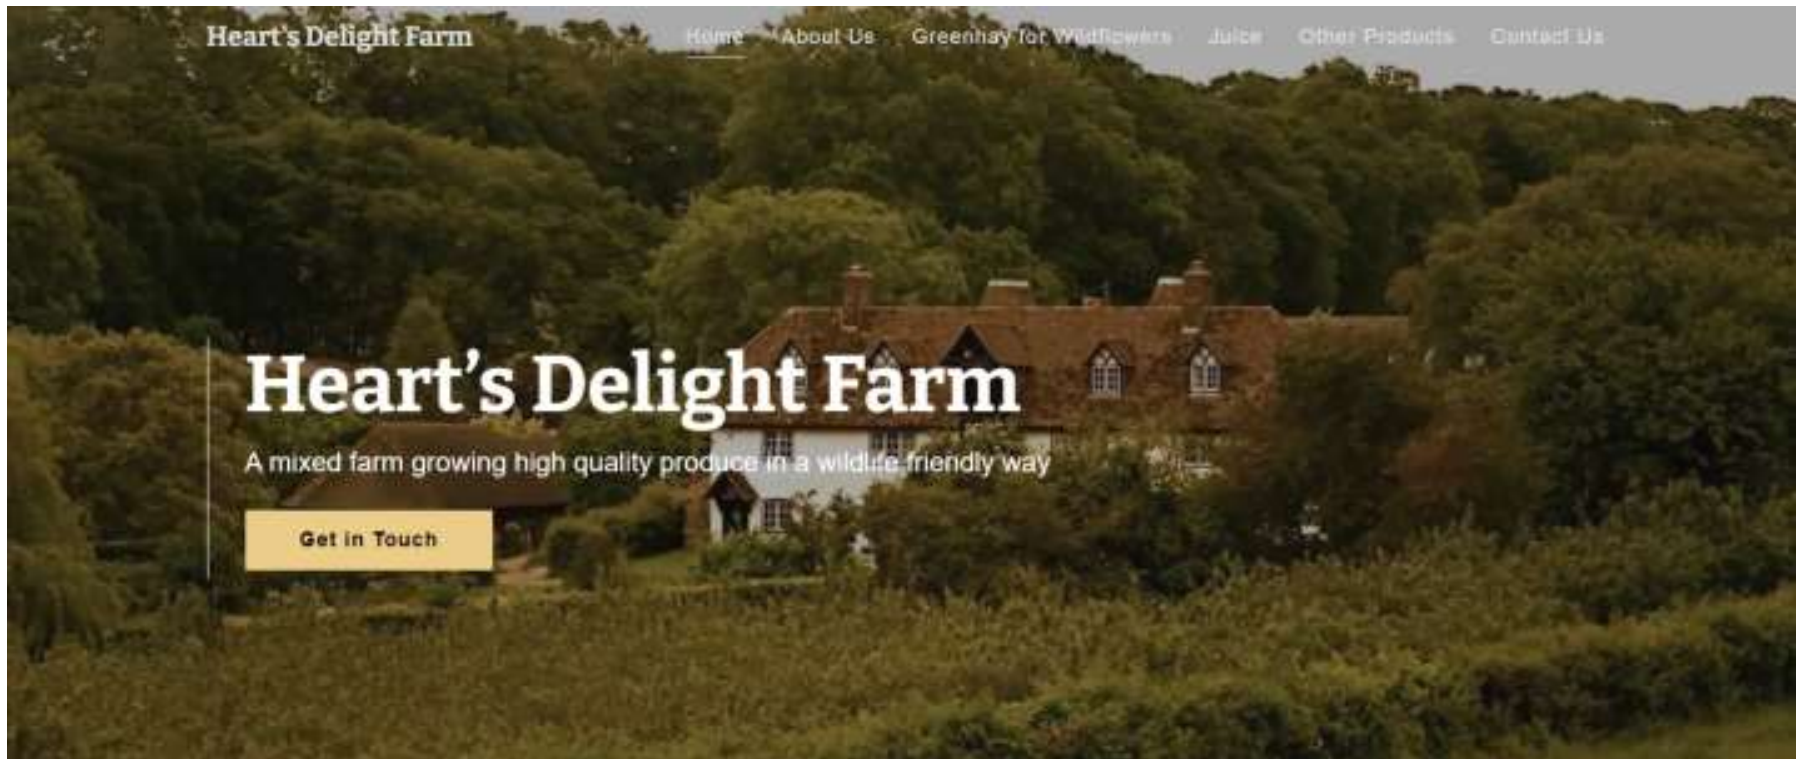 Heart's Delight Farm
Home About Us Greenhay for Wildflowers Juice Other Products Contact Us
Heart’s Delight Farm
A mixed farm growing high quality produce in a wildlife friendly way
Get in Touch